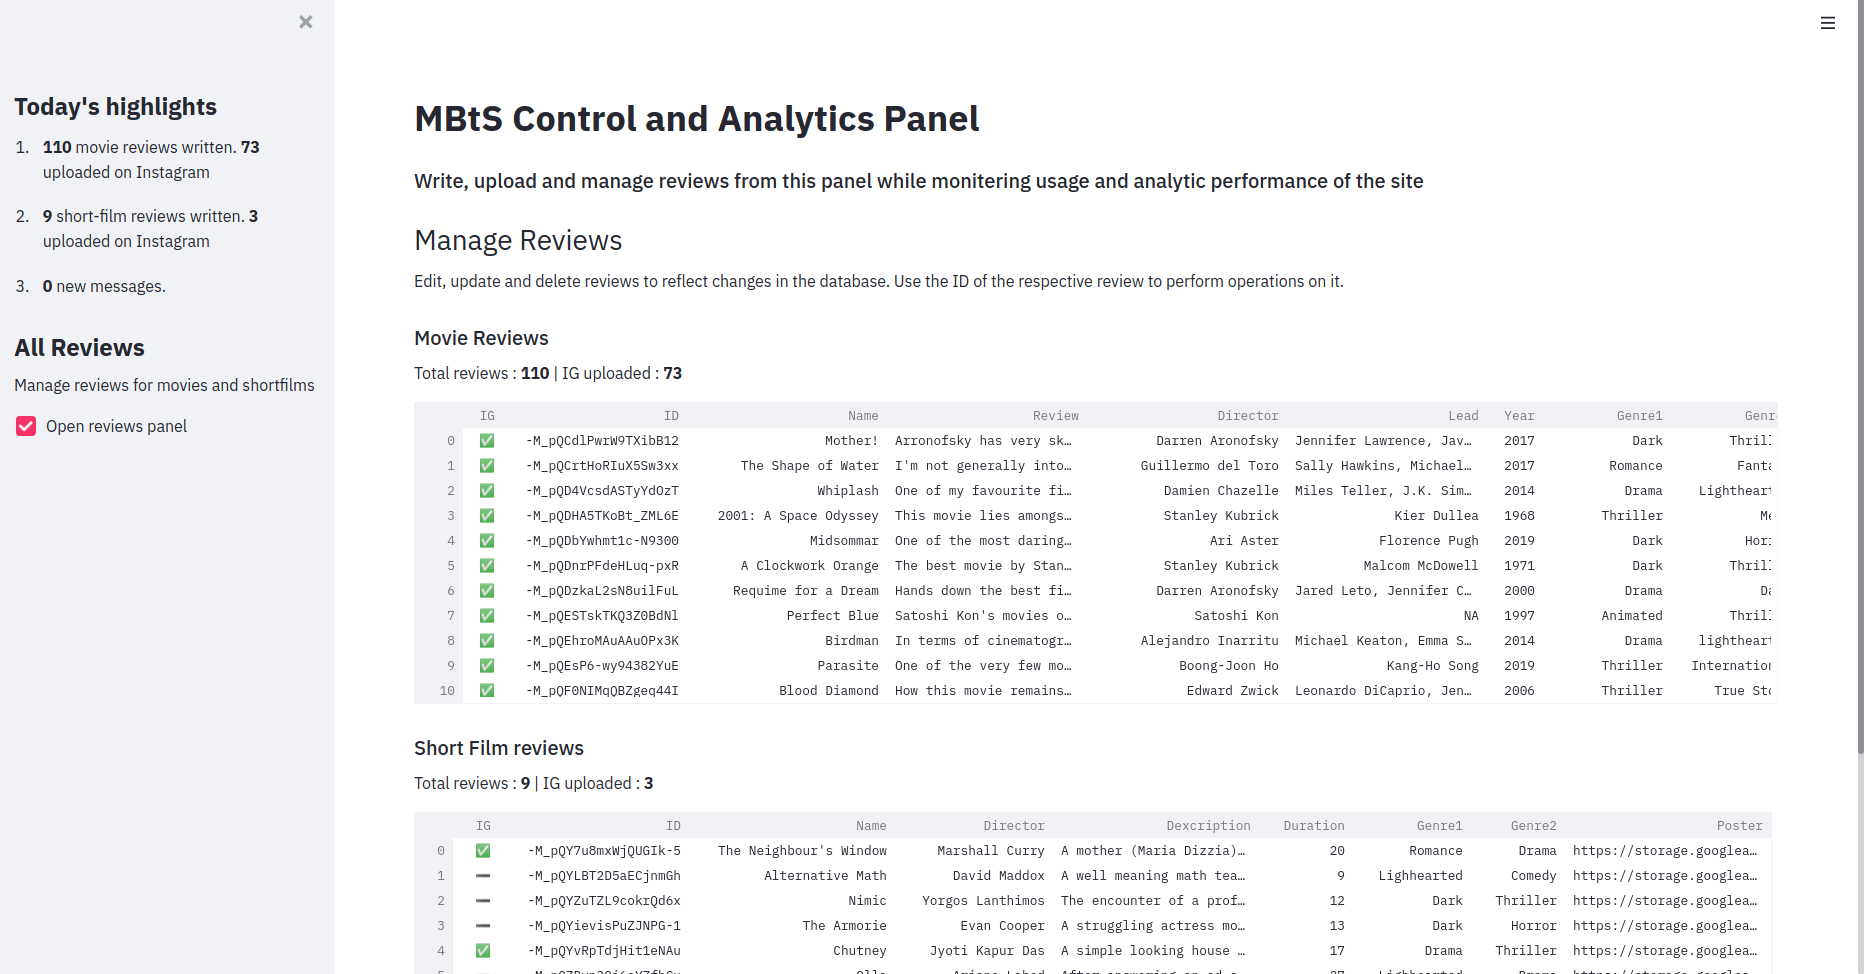 Today's highlights
1. 110 movie reviews written. 73
uploaded on Instagram
2. 9 short-film reviews written. 3
uploaded on Instagram
3. 0 new messages.
All Reviews
Manage reviews for movies and shortfilms
Open reviews panel
MBtS Control and Analytics Panel
Write, upload and manage reviews from this panel while monitering usage and analytic performance of the site
Manage Reviews
Edit, update and delete reviews to reflect changes in the database. Use the ID of the respective review to perform operations on it.
Movie Reviews
Total reviews : 110 | IG uploaded : 73
IG ID Name Review Director Lead Year Genre1 Genr
0 ✅ -M_pQCdlPwrW9TXibB12 Mother! Arronofsky has very sk… Darren Aronofsky Jennifer Lawrence, Jav… 2017 Dark Thrill
1 ✅ -M_pQCrtHoRIuX5Sw3xx The Shape of Water I'm not generally into… Guillermo del Toro Sally Hawkins, Michael… 2017 Romance Fanta
2 ✅ -M_pQD4VcsdASTyYdOzT Whiplash One of my favourite fi… Damien Chazelle Miles Teller, J.K. Sim… 2014 Drama Lightheart
3 ✅ -M_pQDHA5TKoBt_ZML6E 2001: A Space Odyssey This movie lies amongs… Stanley Kubrick Kier Dullea 1968 Thriller Me
4 ✅ -M_pQDbYwhmt1c-N9300 Midsommar One of the most daring… Ari Aster Florence Pugh 2019 Dark Horr
5 ✅ -M_pQDnrPFdeHLuq-pxR A Clockwork Orange The best movie by Stan… Stanley Kubrick Malcom McDowell 1971 Dark Thrill
6 ✅ -M_pQDzkaL2sN8uilFuL Requime for a Dream Hands down the best fi… Darren Aronofsky Jared Leto, Jennifer C… 2000 Drama Da
7 ✅ -M_pQESTskTKQ3Z0BdNl Perfect Blue Satoshi Kon's movies o… Satoshi Kon NA 1997 Animated Thrill
8 ✅ -M_pQEhroMAuAAuOPx3K Birdman In terms of cinematogr… Alejandro Inarritu Michael Keaton, Emma S… 2014 Drama lightheart
9 ✅ -M_pQEsP6-wy94382YuE Parasite One of the very few mo… Boong-Joon Ho Kang-Ho Song 2019 Thriller Internation
10 ✅ -M_pQF0NIMqQBZgeq44I Blood Diamond How this movie remains… Edward Zwick Leonardo DiCaprio, Jen… 2006 Thriller True Sto
Short Film reviews
Total reviews : 9 | IG uploaded : 3
IG ID Name Director Dexcription Duration Genre1 Genre2 Poster
0 ✅ -M_pQY7u8mxWjQUGIk-5 The Neighbour's Window Marshall Curry A mother (Maria Dizzia)… 20 Romance Drama https://storage.googlea…
1 ➖ -M_pQYLBT2D5aECjnmGh Alternative Math David Maddox A well meaning math tea… 9 Lighhearted Comedy https://storage.googlea…
2 ➖ -M_pQYZuTZL9cokrQd6x Nimic Yorgos Lanthimos The encounter of a prof… 12 Dark Thriller https://storage.googlea…
3 ➖ -M_pQYievisPuZJNPG-1 The Armorie Evan Cooper A struggling actress mo… 13 Dark Horror https://storage.googlea…
4 ✅ -M_pQYvRpTdjHit1eNAu Chutney Jyoti Kapur Das A simple looking house … 17 Drama Thriller https://storage.googlea…